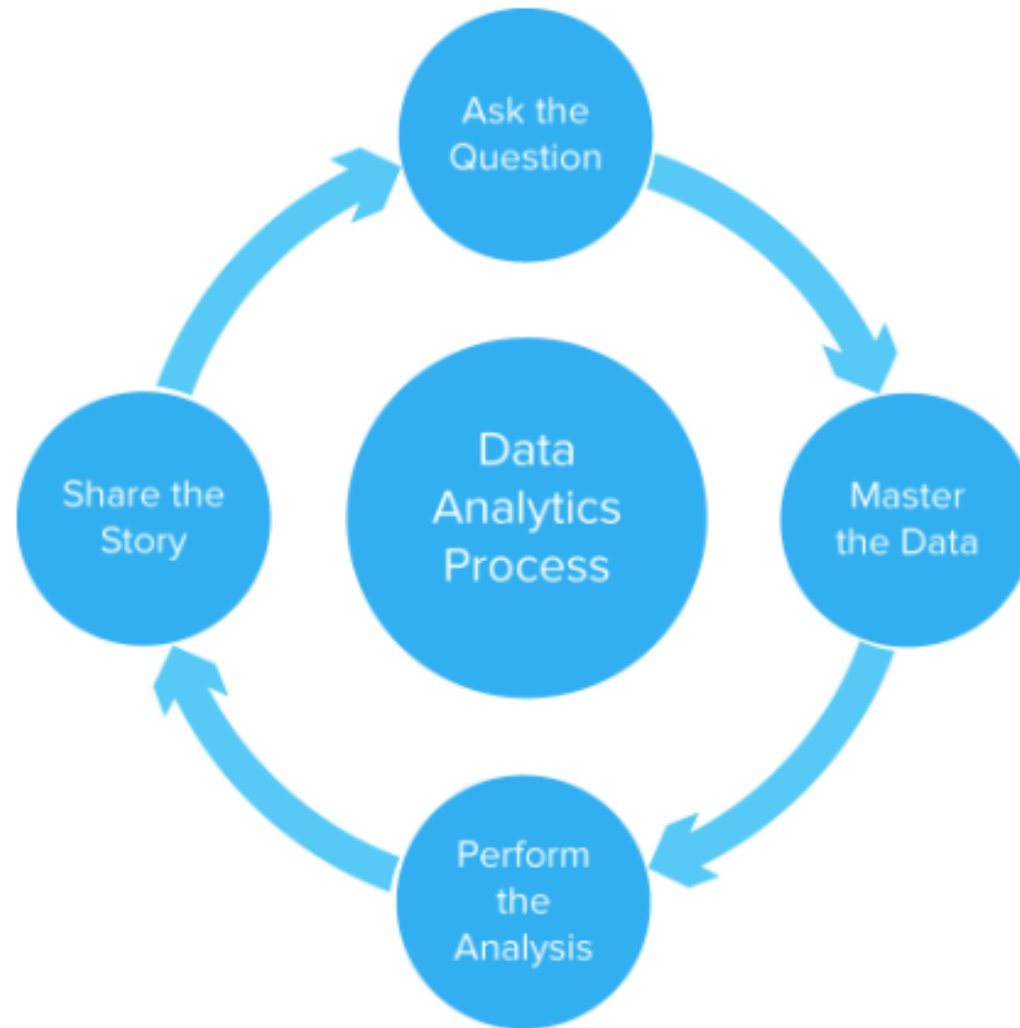 Ask the
Question
Master
the Data
Perform
the
Analysis
Share the
Story
Data
Analytics
Process